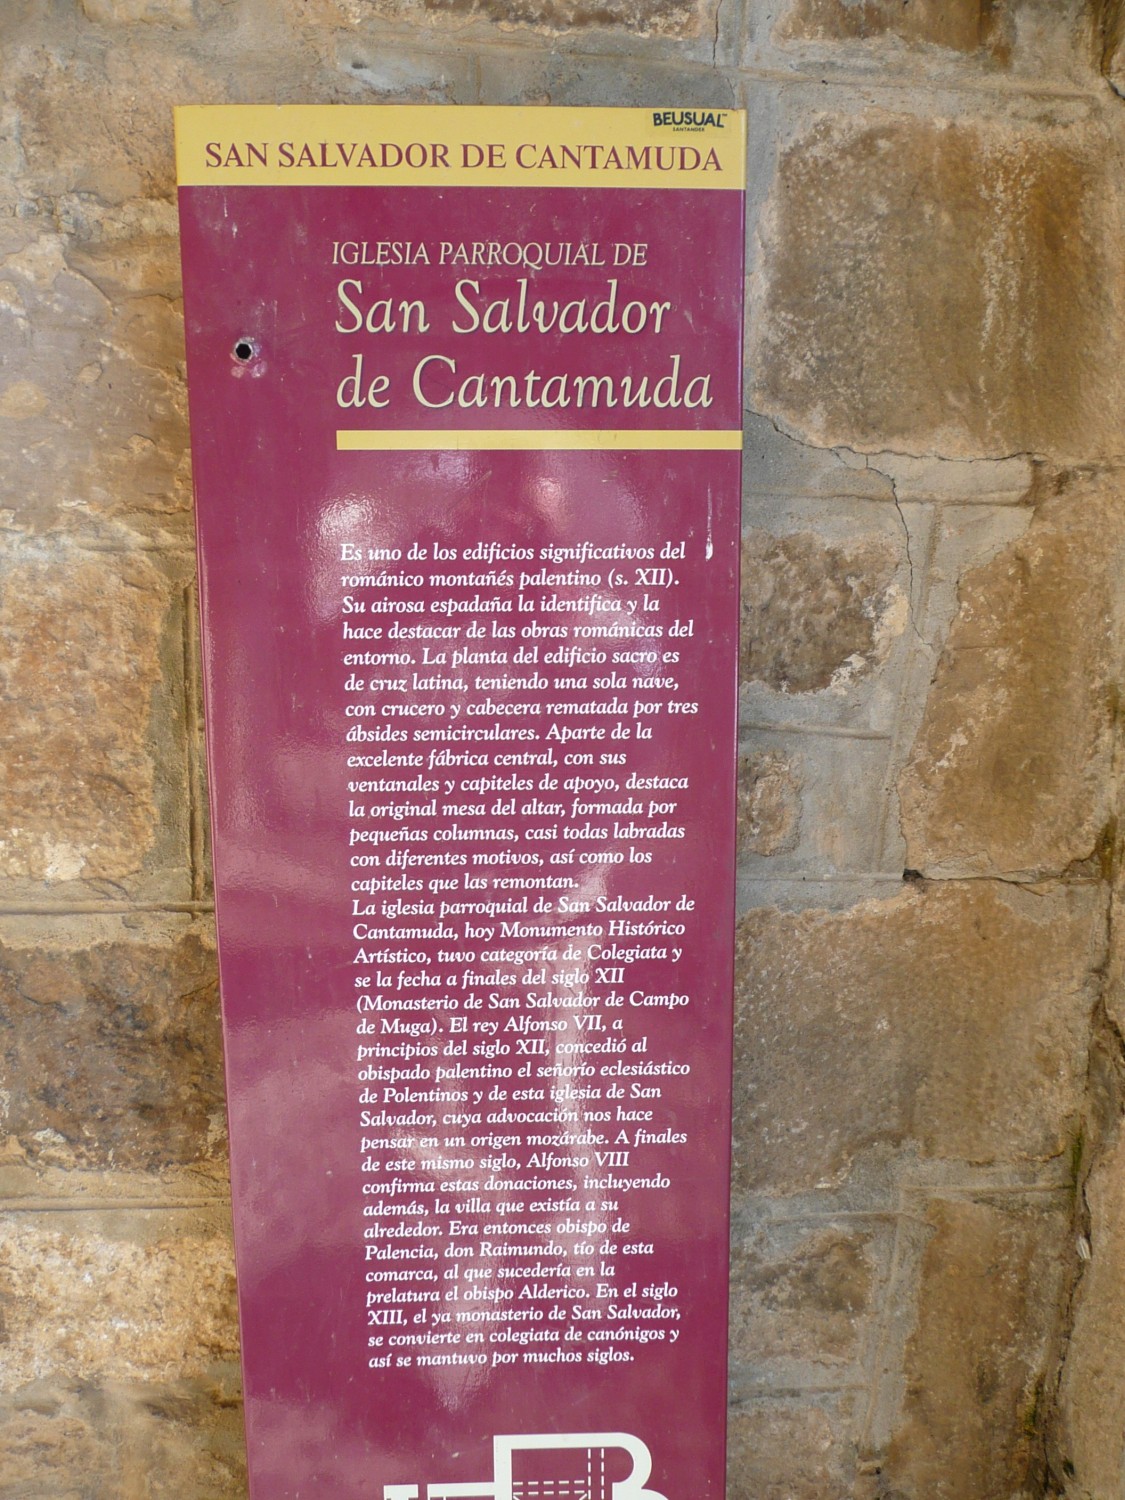 BEUSUAL™
SANTANDER
SAN SALVADOR DE CANTAMUDA
IGLESIA PARROQUIAL DE
San Salvador
de Cantamuda
Es uno de los edificios significativos del
románico montañés palentino (s. XII).
Su airosa espadaña la identifica y la
hace destacar de las obras románicas del
entorno. La planta del edificio sacro es
de cruz latina, teniendo una sola nave,
con crucero y cabecera rematada por tres
ábsides semicirculares. Aparte de la
excelente fábrica central, con sus
ventanales y capiteles de apoyo, destaca
la original mesa del altar, formada por
pequeñas columnas, casi todas labradas
con diferentes motivos, así como los
capiteles que las remontan.
La iglesia parroquial de San Salvador de
Cantamuda, hoy Monumento Histórico
Artístico, tuvo categoría de Colegiata y
se la fecha a finales del siglo XII
(Monasterio de San Salvador de Campo
de Muga). El rey Alfonso VII, a
principios del siglo XII, concedió al
obispado palentino el señorío eclesiástico
de Polentinos y de esta iglesia de San
Salvador, cuya advocación nos hace
pensar en un origen mozárabe. A finales
de este mismo siglo, Alfonso VIII
confirma estas donaciones, incluyendo
además, la villa que existía a su
alrededor. Era entonces obispo de
Palencia, don Raimundo, tío de esta
comarca, al que sucedería en la
prelatura el obispo Alderico. En el siglo
XIII, el ya monasterio de San Salvador,
se convierte en colegiata de canónigos y
así se mantuvo por muchos siglos.